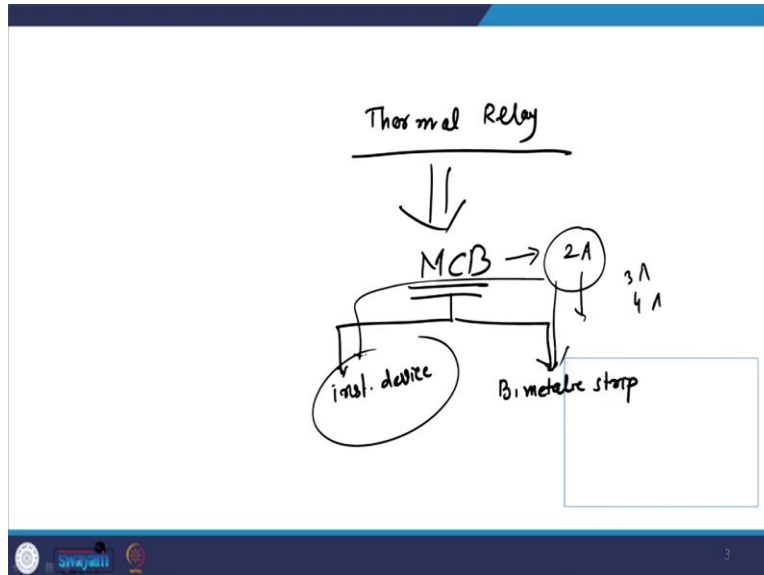 Thermal Relay
MCB → 2A
3A
4A
inst. device
Bimetalic strip
swayam
3